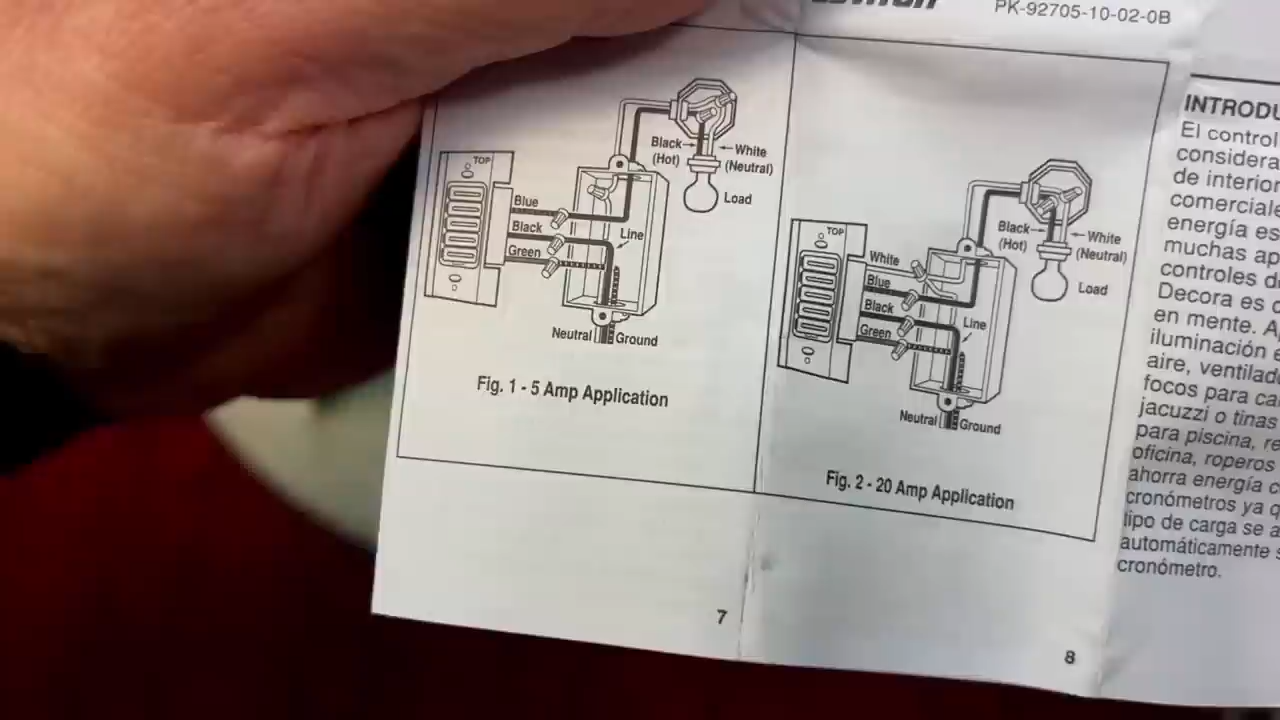 PK-92705-10-02-0B
TOP
Blue
Black
Green
Line
Black
(Hot)
White
(Neutral)
Load
Neutral
Ground
Fig. 1 - 5 Amp Application
7
TOP
White
Blue
Black
Green
Line
Black
(Hot)
White
(Neutral)
Load
Neutral
Ground
Fig. 2 - 20 Amp Application
8
INTRODU
El control
considera
de interior
comerciale
energía es
muchas ap
controles d
Decora es
en mente. A
iluminación e
aire, ventilado
focos para ca
jacuzzi o tinas
para piscina, re
oficina, roperos
ahorra energía c
cronómetros ya q
tipo de carga se a
automáticamente s
cronómetro.